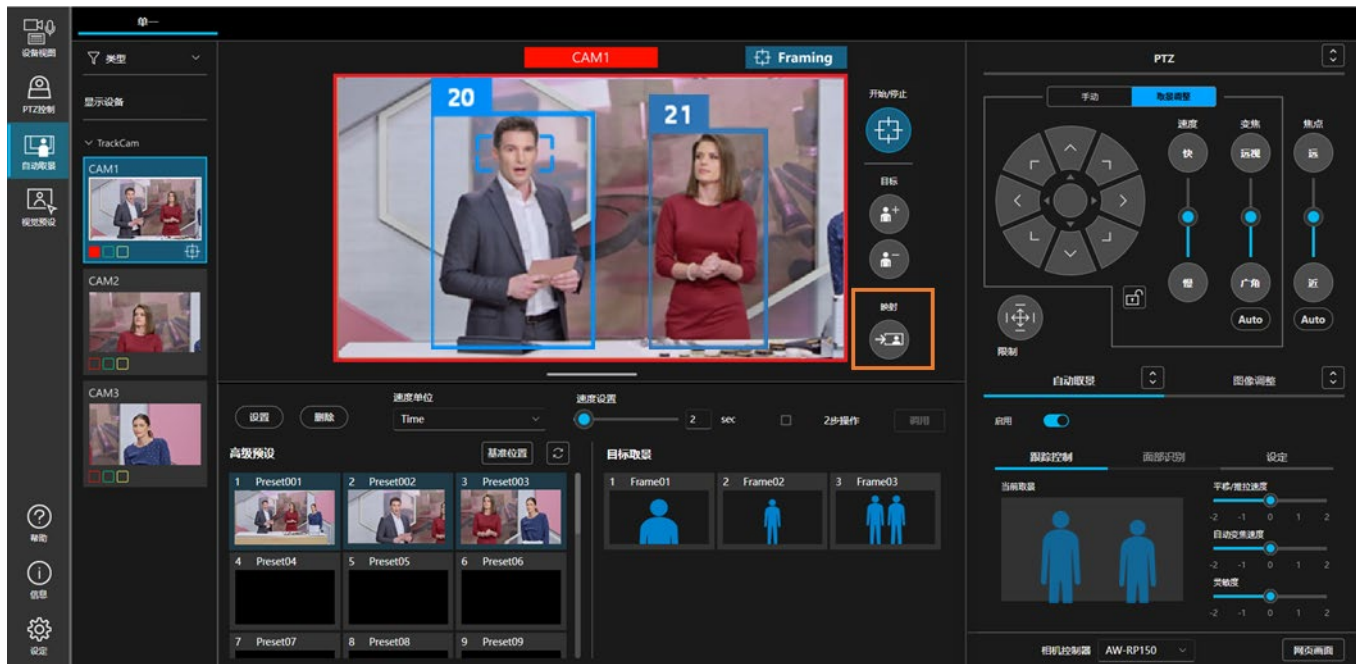 单一
设备视图
PTZ控制
自动取景
视觉预设
帮助
信息
设定
类型
显示设备
TrackCam
CAM1
CAM2
CAM3
CAM1
Framing
20
21
开始/停止
目标
映射
设置
删除
速度单位
Time
速度设置
2 sec
2步操作
调用
高级预设
基准位置
1 Preset001
2 Preset002
3 Preset003
4 Preset04
5 Preset05
6 Preset06
7 Preset07
8 Preset08
9 Preset09
目标取景
1 Frame01
2 Frame02
3 Frame03
PTZ
手动
取景调整
速度
变焦
焦点
快
远视
远
慢
广角
近
Auto
Auto
限制
自动取景
图像调整
启用
跟踪控制
面部识别
设定
当前取景
平移/推拉速度
-2 -1 0 1 2
自动变焦速度
-2 -1 0 1 2
灵敏度
-2 -1 0 1 2
相机控制器
AW-RP150
网页画面